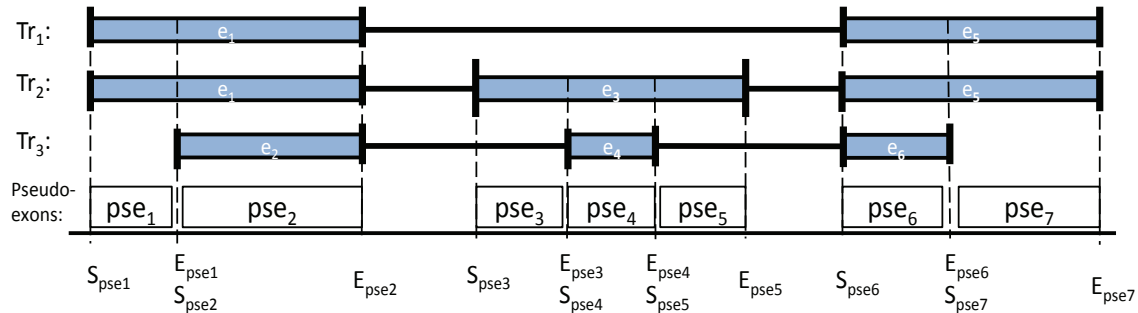 Tr1: e1 e5
Tr2: e1 e3 e5
Tr3: e2 e4 e6
Pseudo-
exons: pse1 pse2 pse3 pse4 pse5 pse6 pse7
Spse1 Epse1 Epse2 Spse3 Epse3 Epse4 Epse5 Spse6 Epse6 Epse7
Spse2 Spse4 Spse5 Spse7